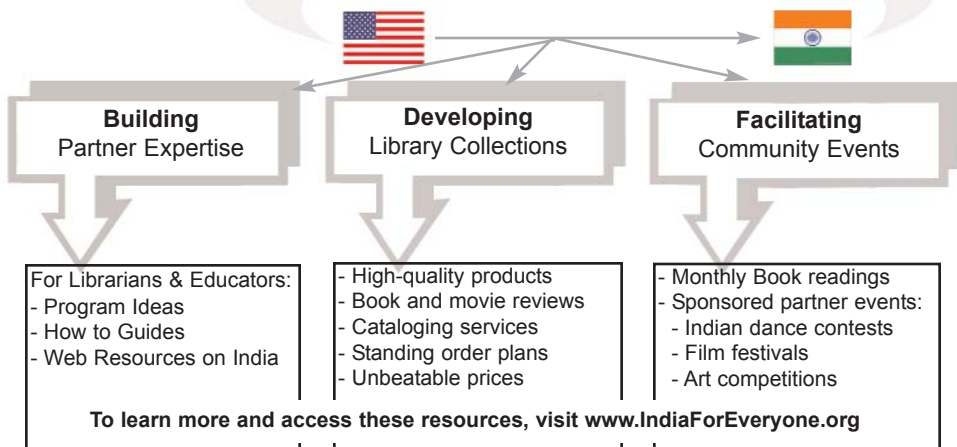 Building
Partner Expertise
Developing
Library Collections
Facilitating
Community Events
For Librarians & Educators:
- Program Ideas
- How to Guides
- Web Resources on India
- High-quality products
- Book and movie reviews
- Cataloging services
- Standing order plans
- Unbeatable prices
- Monthly Book readings
- Sponsored partner events:
- Indian dance contests
- Film festivals
- Art competitions
To learn more and access these resources, visit www.IndiaForEveryone.org